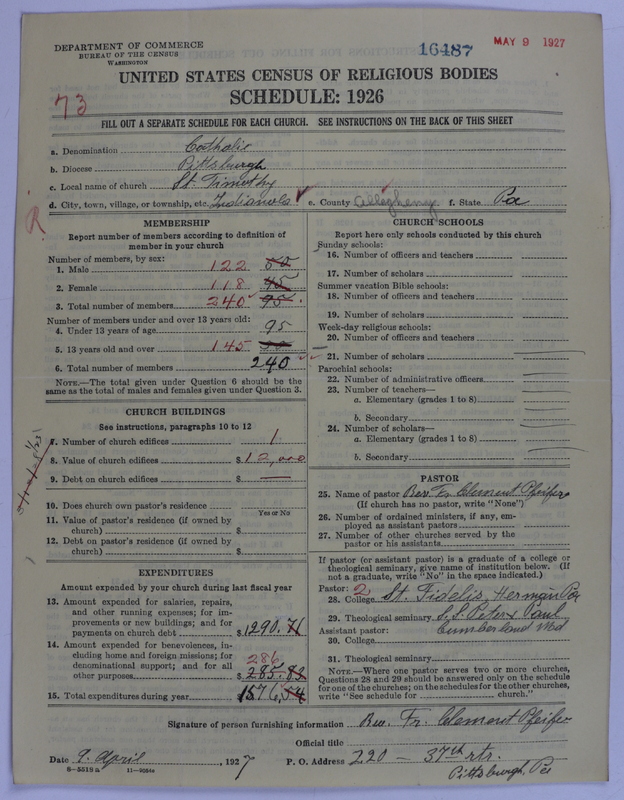 DEPARTMENT OF COMMERCE
BUREAU OF THE CENSUS
WASHINGTON
16487
MAY 9 1927
UNITED STATES CENSUS OF RELIGIOUS BODIES
SCHEDULE: 1926
73
FILL OUT A SEPARATE SCHEDULE FOR EACH CHURCH. SEE INSTRUCTIONS ON THE BACK OF THIS SHEET
a. Denomination Catholic
b. Diocese Pittsburgh
c. Local name of church St. Timothy
d. City, town, village, or township, etc. Indianola e. County Allegheny f. State Pa
R
MEMBERSHIP
Report number of members according to definition of
member in your church
Number of members, by sex:
1. Male 122 50
2. Female 118 45
3. Total number of members 240 95
Number of members under and over 13 years old:
4. Under 13 years of age 95
5. 13 years old and over 145
6. Total number of members 240
NOTE.—The total given under Question 6 should be the
same as the total of males and females given under Question 3.
CHURCH BUILDINGS
See instructions, paragraphs 10 to 12
7. Number of church edifices 1
8. Value of church edifices $ 12,000
9. Debt on church edifices $ —
10. Does church own pastor's residence
Yes or No
11. Value of pastor's residence (if owned by
church) $
12. Debt on pastor's residence (if owned by
church) $
EXPENDITURES
Amount expended by your church during last fiscal year
13. Amount expended for salaries, repairs,
and other running expenses; for im-
provements or new buildings; and for
payments on church debt $ 1290.71
14. Amount expended for benevolences, in-
cluding home and foreign missions; for
denominational support; and for all
other purposes $ 285.83
286
15. Total expenditures during year 1576.54
CHURCH SCHOOLS
Report here only schools conducted by this church
Sunday schools:
16. Number of officers and teachers
17. Number of scholars
Summer vacation Bible schools:
18. Number of officers and teachers
19. Number of scholars
Week-day religious schools:
20. Number of officers and teachers
21. Number of scholars
Parochial schools:
22. Number of administrative officers
23. Number of teachers—
a. Elementary (grades 1 to 8)
b. Secondary
24. Number of scholars—
a. Elementary (grades 1 to 8)
b. Secondary
PASTOR
25. Name of pastor Rev. Fr. Clement Pfeifer
(If church has no pastor, write "None")
26. Number of ordained ministers, if any, em-
ployed as assistant pastors
27. Number of other churches served by the
pastor or his assistants
If pastor (or assistant pastor) is a graduate of a college or
theological seminary, give name of institution below. (If
not a graduate, write "No" in the space indicated.)
Pastor: 2
28. College St. Fidelis, Herman Pa
29. Theological seminary S.S. Peter & Paul
Assistant pastor: Cumberland Md
30. College
31. Theological seminary
NOTE.—Where one pastor serves two or more churches,
Questions 28 and 29 should be answered only on the schedule
for one of the churches; on the schedules for the other churches,
write "See schedule for church."
Signature of person furnishing information Rev. Fr. Clement Pfeifer
Official title
Date 9. April, 1927 P. O. Address 220 — 37th str.
Pittsburgh, Pa